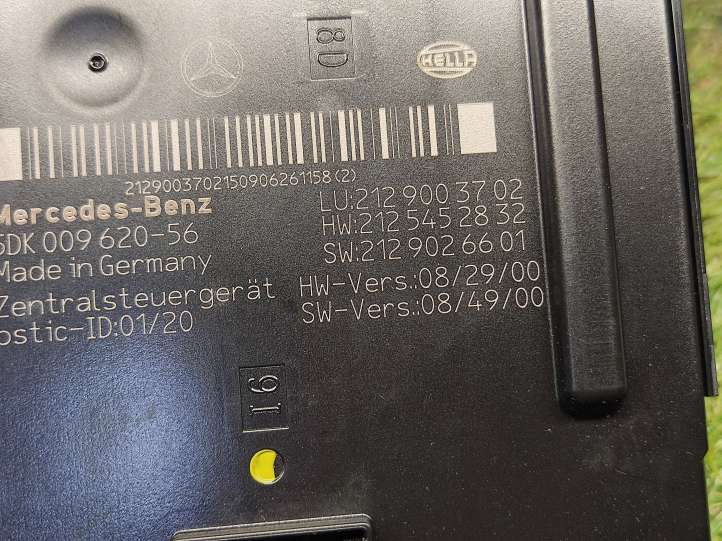 08
HELLA
2129003702150906261158(2)
Mercedes-Benz
5DK 009 620-56
Made in Germany
Zentralsteuergerät
ostic-ID:01/20
LU:212 900 37 02
HW:212 545 28 32
SW:212 902 66 01
HW-Vers.:08/29/00
SW-Vers.:08/49/00
16